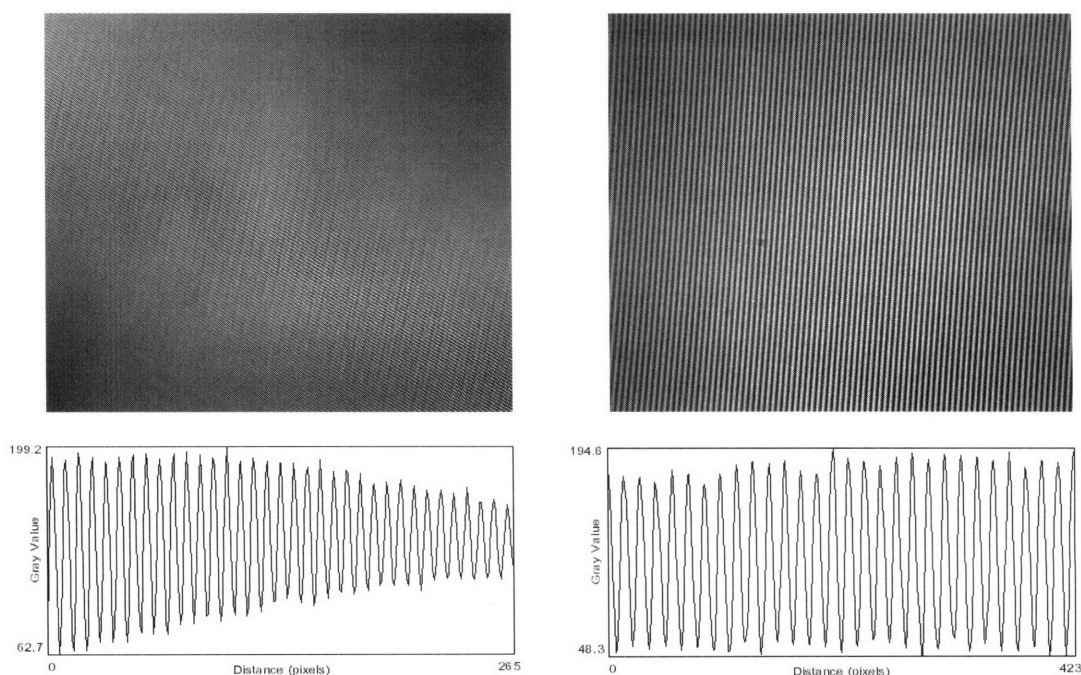 199.2
Gray Value
62.7
0
Distance (pixels)
265
194.6
Gray Value
48.3
0
Distance (pixels)
423